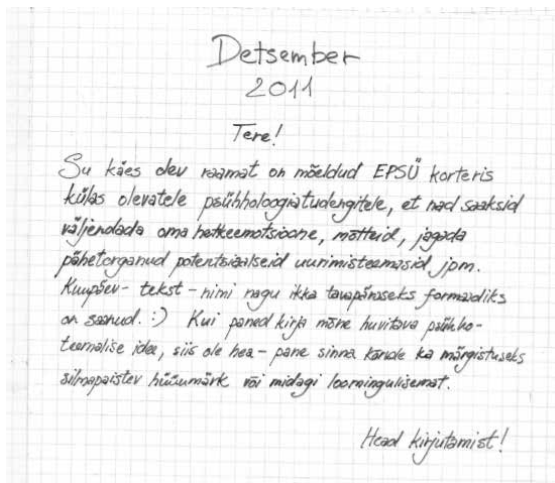 Detsember
2011
Tere!
Su käes olev raamat on mõeldud EPSÜ korteris
külas olevatele psühholoogiatudengitele, et nad saaksid
väljendada oma hetkeemotsioone, mõtteid, jagada
pähetorganud potentsiaalseid uurimisteemasid jpm.
Kuupäev - tekst - nimi nagu ikka tavapäraseks formaadiks
on saanud. :) Kui paned kirja mõne huvitava psühho-
teemalise idee, siis ole hea - pane sinna kõrvale ka märgistuseks
silmapaistev hüüumärk või midagi loomingulisemat.
Head kirjutamist!